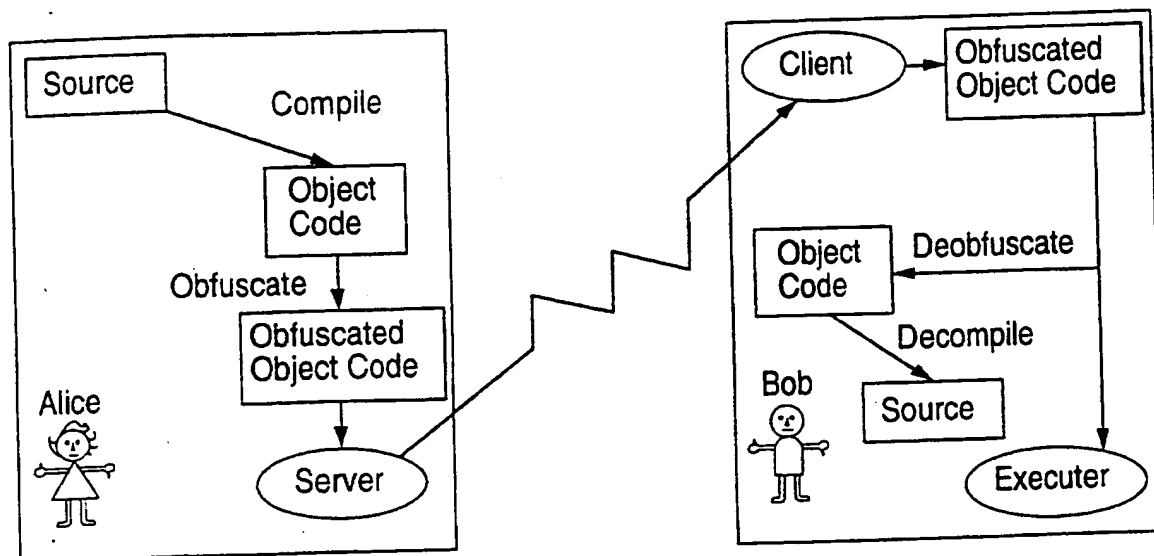 Source
Compile
Object
Code
Obfuscate
Obfuscated
Object Code
Alice
Server
Client
Obfuscated
Object Code
Object
Code
Deobfuscate
Decompile
Bob
Source
Executer